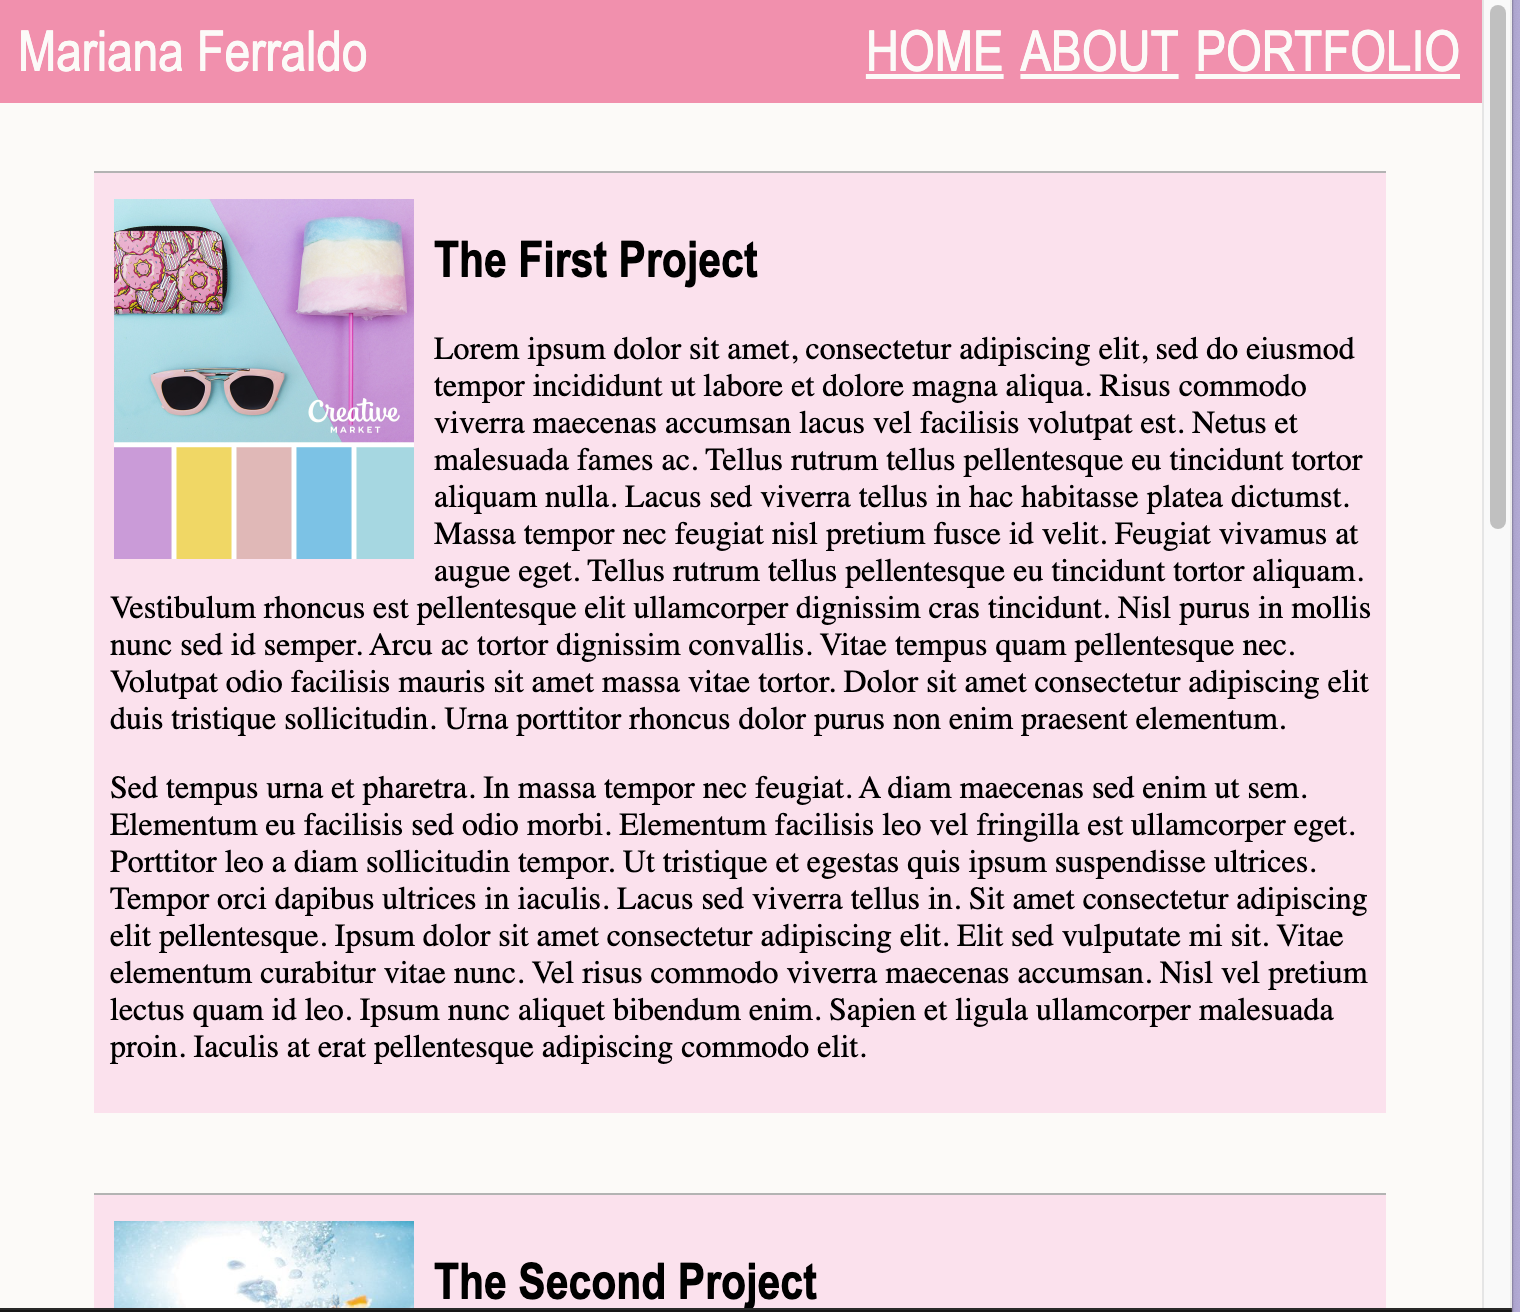 Mariana Ferraldo
HOME ABOUT PORTFOLIO
The First Project
Creative
MARKET
Lorem ipsum dolor sit amet, consectetur adipiscing elit, sed do eiusmod
tempor incididunt ut labore et dolore magna aliqua. Risus commodo
viverra maecenas accumsan lacus vel facilisis volutpat est. Netus et
malesuada fames ac. Tellus rutrum tellus pellentesque eu tincidunt tortor
aliquam nulla. Lacus sed viverra tellus in hac habitasse platea dictumst.
Massa tempor nec feugiat nisl pretium fusce id velit. Feugiat vivamus at
augue eget. Tellus rutrum tellus pellentesque eu tincidunt tortor aliquam.
Vestibulum rhoncus est pellentesque elit ullamcorper dignissim cras tincidunt. Nisl purus in mollis
nunc sed id semper. Arcu ac tortor dignissim convallis. Vitae tempus quam pellentesque nec.
Volutpat odio facilisis mauris sit amet massa vitae tortor. Dolor sit amet consectetur adipiscing elit
duis tristique sollicitudin. Urna porttitor rhoncus dolor purus non enim praesent elementum.
Sed tempus urna et pharetra. In massa tempor nec feugiat. A diam maecenas sed enim ut sem.
Elementum eu facilisis sed odio morbi. Elementum facilisis leo vel fringilla est ullamcorper eget.
Porttitor leo a diam sollicitudin tempor. Ut tristique et egestas quis ipsum suspendisse ultrices.
Tempor orci dapibus ultrices in iaculis. Lacus sed viverra tellus in. Sit amet consectetur adipiscing
elit pellentesque. Ipsum dolor sit amet consectetur adipiscing elit. Elit sed vulputate mi sit. Vitae
elementum curabitur vitae nunc. Vel risus commodo viverra maecenas accumsan. Nisl vel pretium
lectus quam id leo. Ipsum nunc aliquet bibendum enim. Sapien et ligula ullamcorper malesuada
proin. Iaculis at erat pellentesque adipiscing commodo elit.
The Second Project